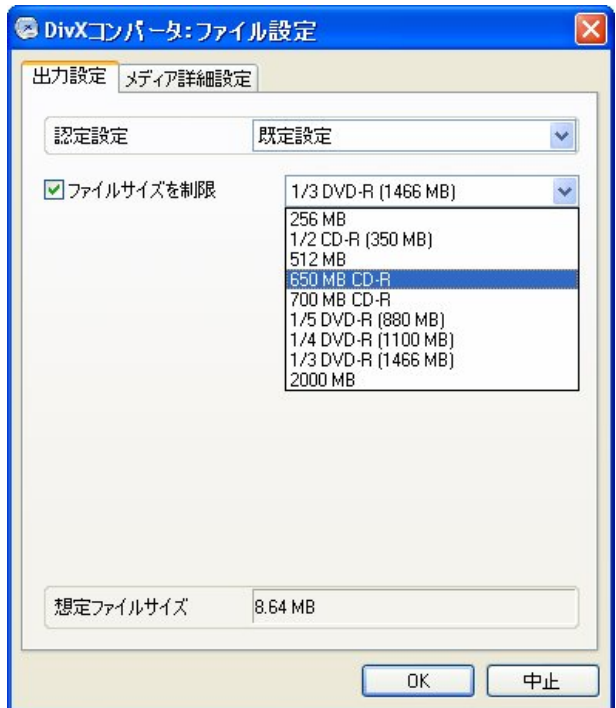 DivXコンバータ:ファイル設定
出力設定 メディア詳細設定
認定設定 既定設定
ファイルサイズを制限 1/3 DVD-R (1466 MB)
256 MB
1/2 CD-R (350 MB)
512 MB
650 MB CD-R
700 MB CD-R
1/5 DVD-R (880 MB)
1/4 DVD-R (1100 MB)
1/3 DVD-R (1466 MB)
2000 MB
想定ファイルサイズ 8.64 MB
OK 中止